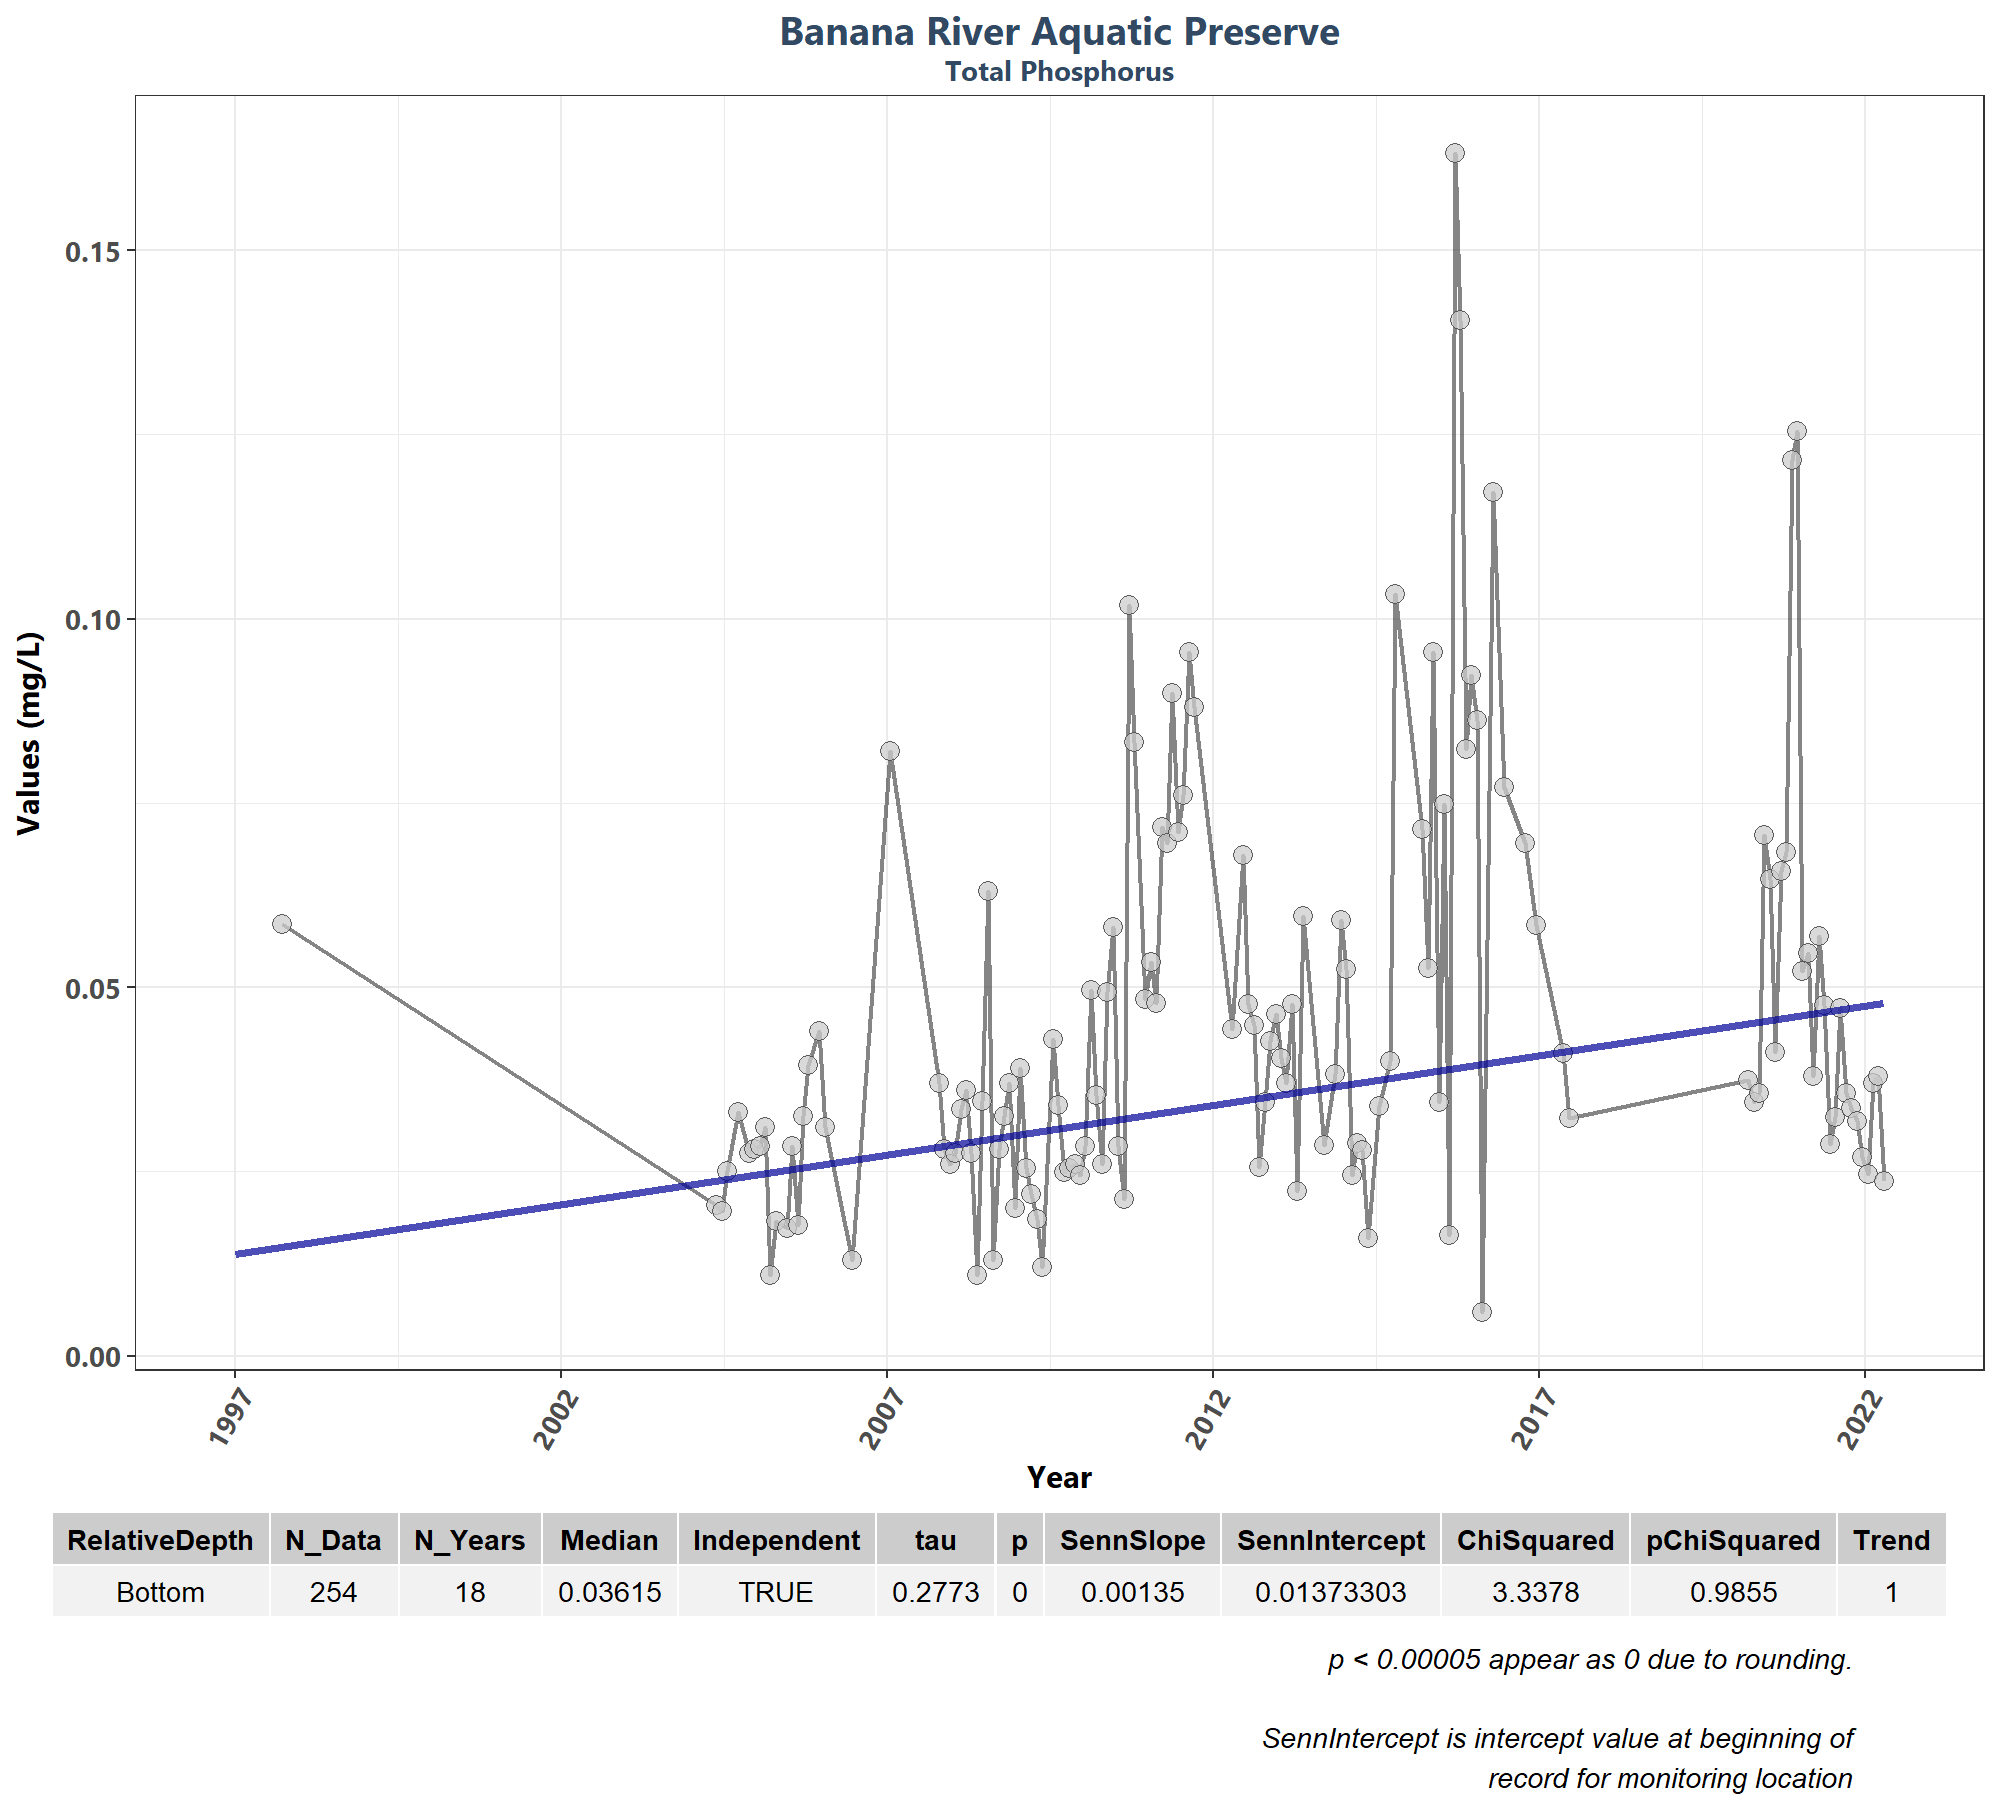 Banana River Aquatic Preserve
Total Phosphorus
Values (mg/L)
0.15
0.10
0.05
0.00
1997 2002 2007 2012 2017 2022
Year
RelativeDepth N_Data N_Years Median Independent tau p SennSlope SennIntercept ChiSquared pChiSquared Trend
Bottom 254 18 0.03615 TRUE 0.2773 0 0.00135 0.01373303 3.3378 0.9855 1
p < 0.00005 appear as 0 due to rounding.
SennIntercept is intercept value at beginning of
record for monitoring location